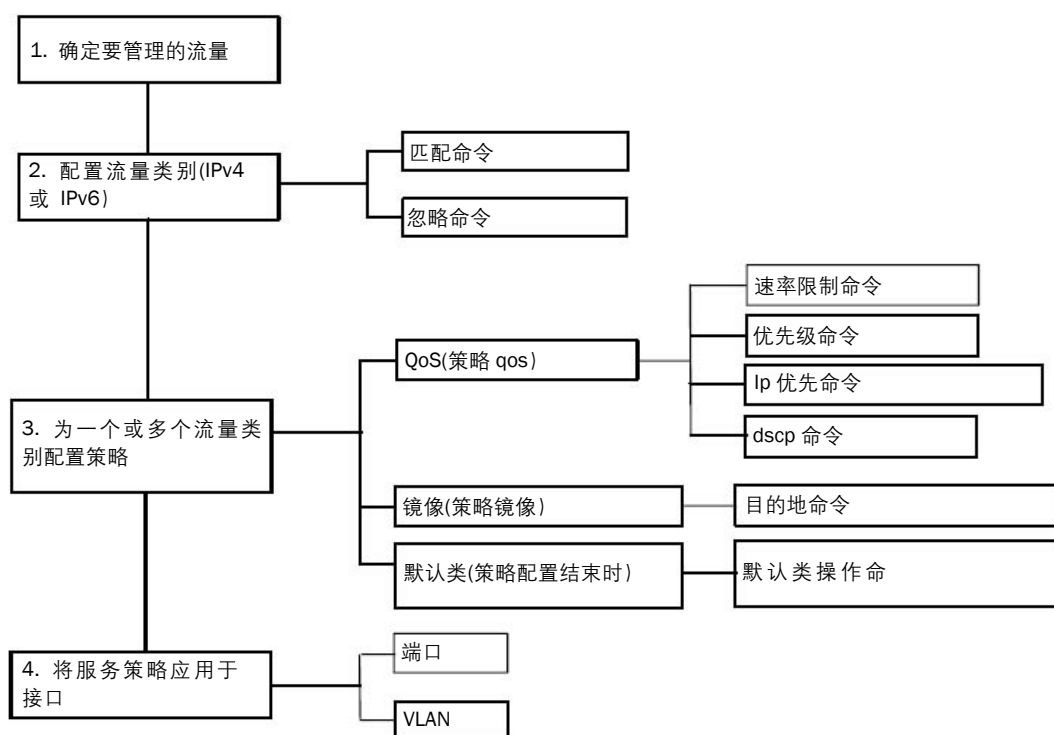 1. 确定要管理的流量
2. 配置流量类别(IPv4
或 IPv6)
匹配命令
忽略命令
3. 为一个或多个流量类
别配置策略
QoS(策略 qos)
速率限制命令
优先级命令
Ip 优先命令
dscp 命令
镜像(策略镜像)
目的地命令
默认类(策略配置结束时)
默认类操作命
4. 将服务策略应用于
接口
端口
VLAN